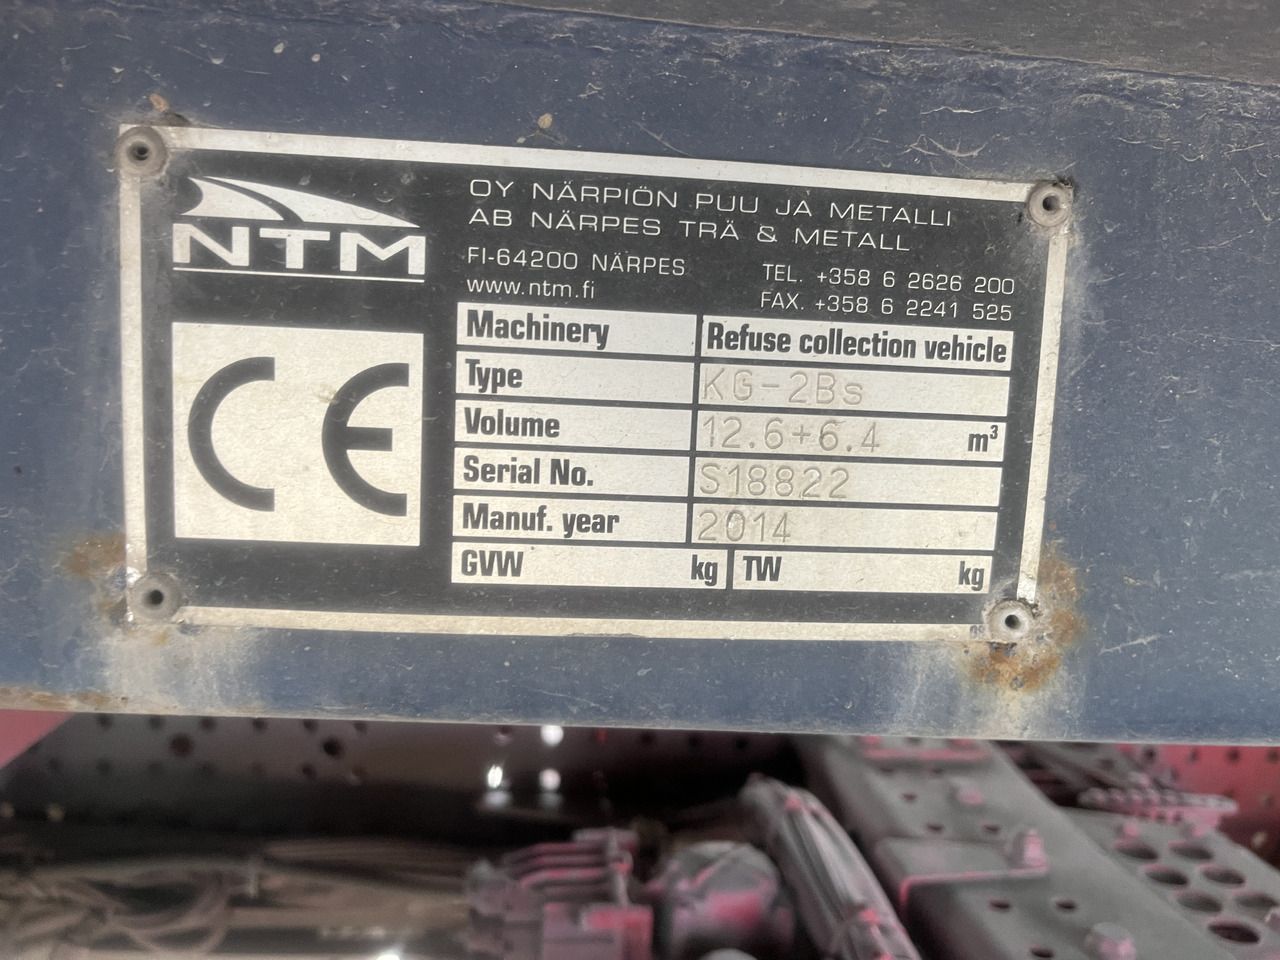 NTM
OY NÄRPIÖN PUU JA METALLI
AB NÄRPES TRÄ & METALL
FI-64200 NÄRPES TEL. +358 6 2626 200
www.ntm.fi FAX. +358 6 2241 525
CE
Machinery Refuse collection vehicle
Type KG-2Bs
Volume 12.6+6.4 m³
Serial No. S18822
Manuf. year 2014
GVW kg TW kg